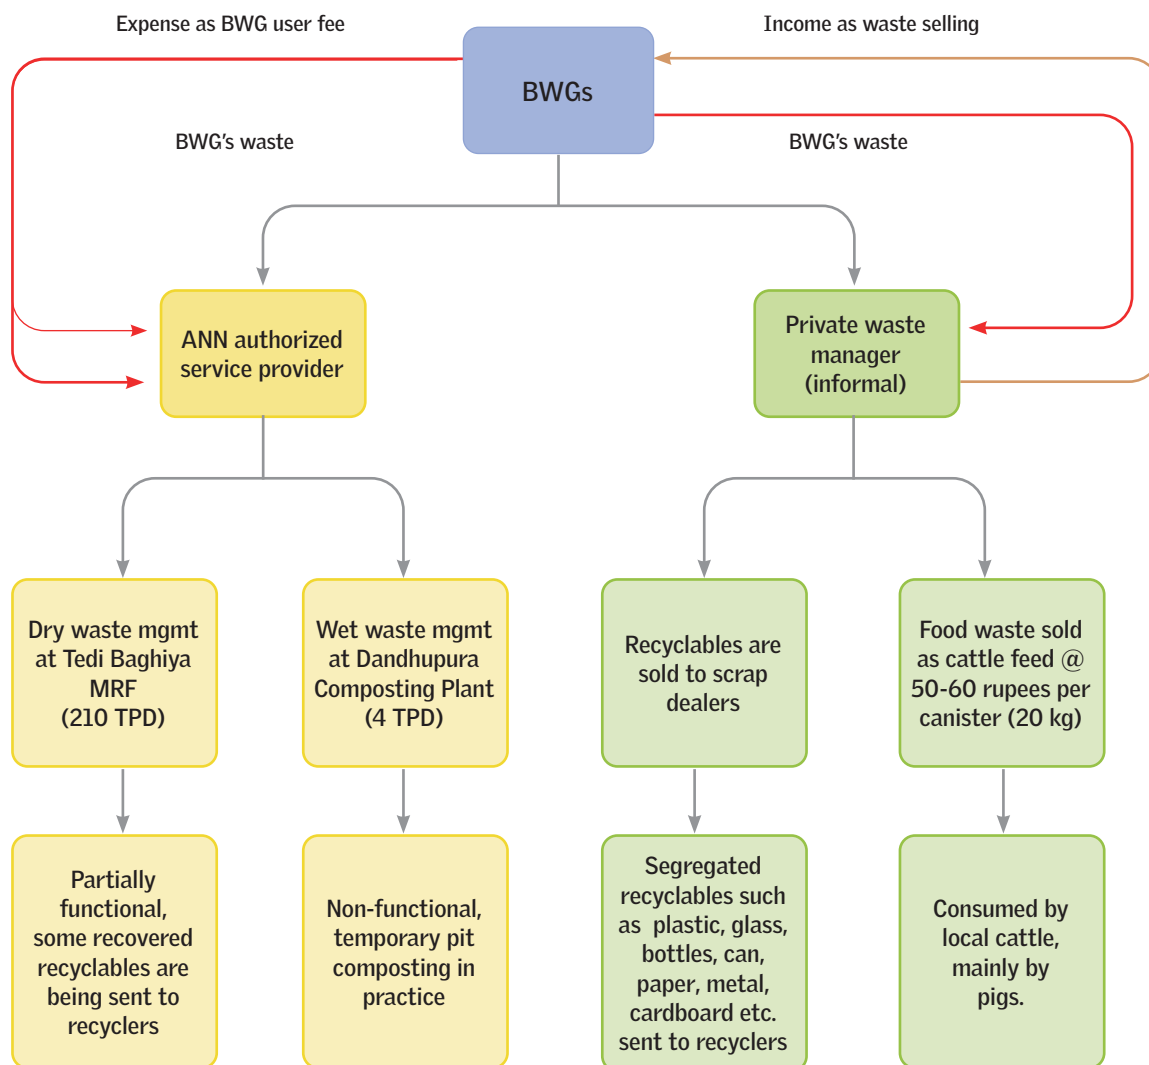 Expense as BWG user fee
Income as waste selling
BWGs
BWG's waste
BWG's waste
ANN authorized
service provider
Private waste
manager
(informal)
Dry waste mgmt
at Tedi Baghiya
MRF
(210 TPD)
Wet waste mgmt
at Dandhupura
Composting Plant
(4 TPD)
Recyclables are
sold to scrap
dealers
Food waste sold
as cattle feed @
50-60 rupees per
canister (20 kg)
Partially
functional,
some recovered
recyclables are
being sent to
recyclers
Non-functional,
temporary pit
composting in
practice
Segregated
recyclables such
as plastic, glass,
bottles, can,
paper, metal,
cardboard etc.
sent to recyclers
Consumed by
local cattle,
mainly by
pigs.